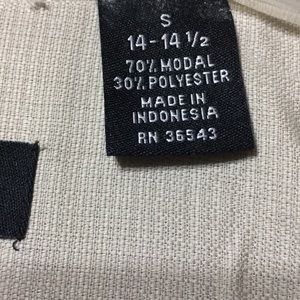 S
14-14 1/2
70% MODAL
30% POLYESTER
MADE IN
INDONESIA
RN 36543